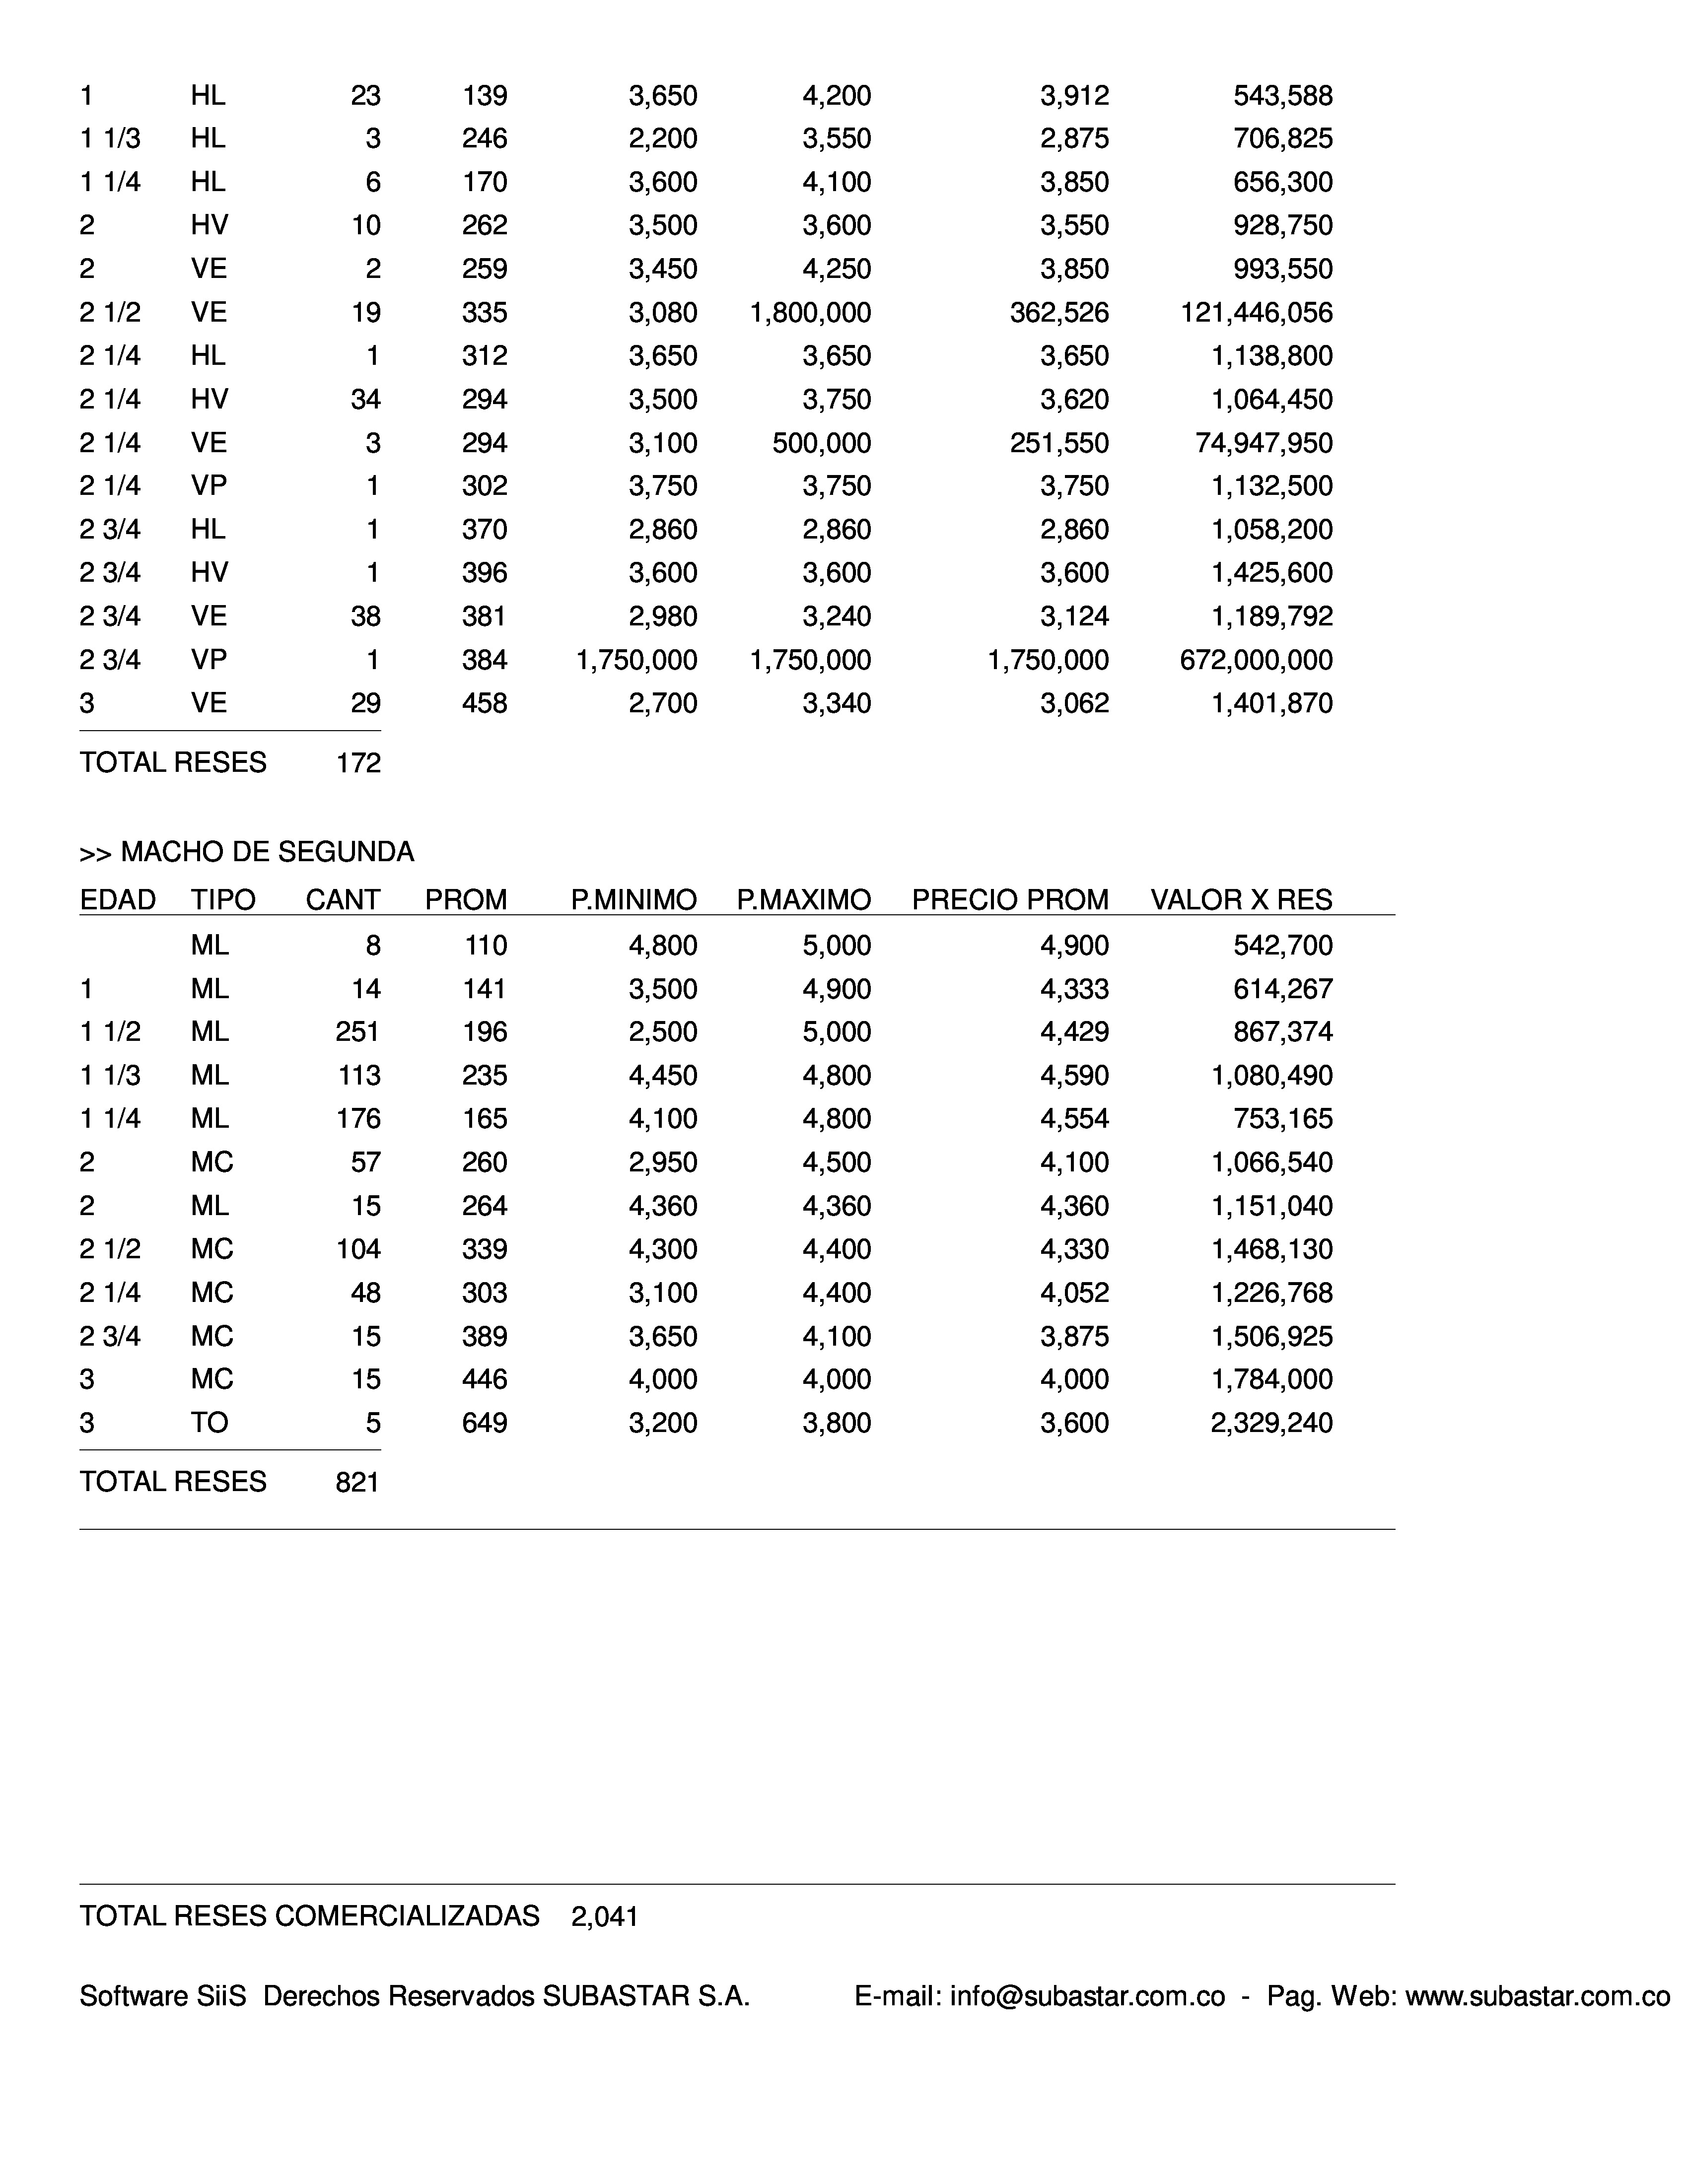 1 HL 23 139 3,650 4,200 3,912 543,588
1 1/3 HL 3 246 2,200 3,550 2,875 706,825
1 1/4 HL 6 170 3,600 4,100 3,850 656,300
2 HV 10 262 3,500 3,600 3,550 928,750
2 VE 2 259 3,450 4,250 3,850 993,550
2 1/2 VE 19 335 3,080 1,800,000 362,526 121,446,056
2 1/4 HL 1 312 3,650 3,650 3,650 1,138,800
2 1/4 HV 34 294 3,500 3,750 3,620 1,064,450
2 1/4 VE 3 294 3,100 500,000 251,550 74,947,950
2 1/4 VP 1 302 3,750 3,750 3,750 1,132,500
2 3/4 HL 1 370 2,860 2,860 2,860 1,058,200
2 3/4 HV 1 396 3,600 3,600 3,600 1,425,600
2 3/4 VE 38 381 2,980 3,240 3,124 1,189,792
2 3/4 VP 1 384 1,750,000 1,750,000 1,750,000 672,000,000
3 VE 29 458 2,700 3,340 3,062 1,401,870
TOTAL RESES 172
>> MACHO DE SEGUNDA
EDAD TIPO CANT PROM P.MINIMO P.MAXIMO PRECIO PROM VALOR X RES
ML 8 110 4,800 5,000 4,900 542,700
1 ML 14 141 3,500 4,900 4,333 614,267
1 1/2 ML 251 196 2,500 5,000 4,429 867,374
1 1/3 ML 113 235 4,450 4,800 4,590 1,080,490
1 1/4 ML 176 165 4,100 4,800 4,554 753,165
2 MC 57 260 2,950 4,500 4,100 1,066,540
2 ML 15 264 4,360 4,360 4,360 1,151,040
2 1/2 MC 104 339 4,300 4,400 4,330 1,468,130
2 1/4 MC 48 303 3,100 4,400 4,052 1,226,768
2 3/4 MC 15 389 3,650 4,100 3,875 1,506,925
3 MC 15 446 4,000 4,000 4,000 1,784,000
3 TO 5 649 3,200 3,800 3,600 2,329,240
TOTAL RESES 821
TOTAL RESES COMERCIALIZADAS 2,041
Software SiiS Derechos Reservados SUBASTAR S.A. E-mail: info@subastar.com.co - Pag. Web: www.subastar.com.co